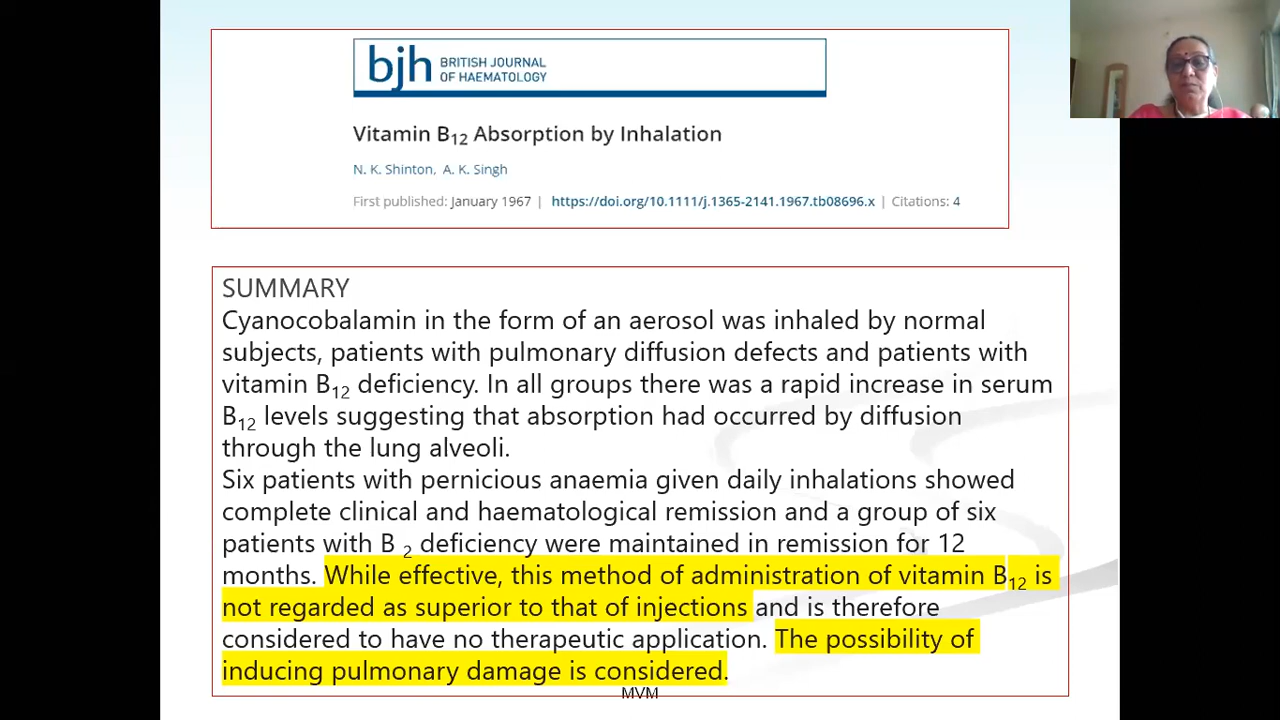 bjh BRITISH JOURNAL
OF HAEMATOLOGY
Vitamin B12 Absorption by Inhalation
N. K. Shinton, A. K. Singh
First published: January 1967 | https://doi.org/10.1111/j.1365-2141.1967.tb08696.x | Citations: 4
SUMMARY
Cyanocobalamin in the form of an aerosol was inhaled by normal
subjects, patients with pulmonary diffusion defects and patients with
vitamin B12 deficiency. In all groups there was a rapid increase in serum
B12 levels suggesting that absorption had occurred by diffusion
through the lung alveoli.
Six patients with pernicious anaemia given daily inhalations showed
complete clinical and haematological remission and a group of six
patients with B 2 deficiency were maintained in remission for 12
months. While effective, this method of administration of vitamin B12 is
not regarded as superior to that of injections and is therefore
considered to have no therapeutic application. The possibility of
inducing pulmonary damage is considered.
MVM